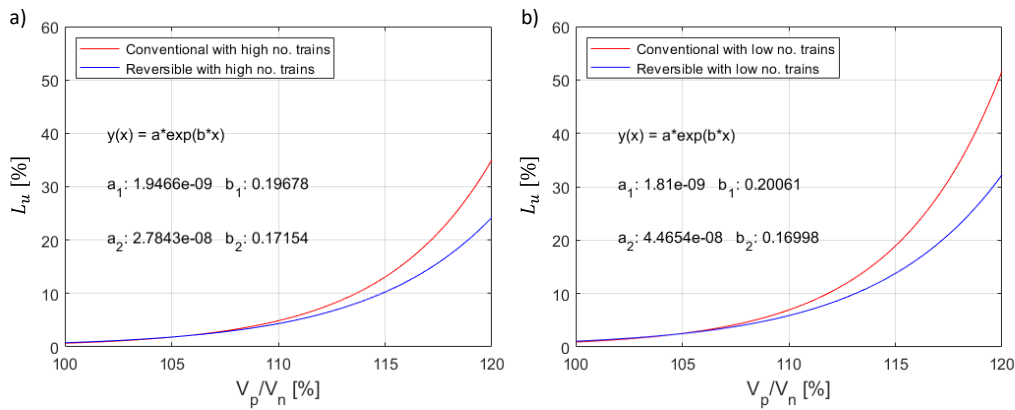 a)
60
50
40
30
20
10
0
L_u [%]
Conventional with high no. trains
Reversible with high no. trains
y(x) = a*exp(b*x)
a_1: 1.9466e-09 b_1: 0.19678
a_2: 2.7843e-08 b_2: 0.17154
100 105 110 115 120
V_p/V_n [%]
b)
60
50
40
30
20
10
0
L_u [%]
Conventional with low no. trains
Reversible with low no. trains
y(x) = a*exp(b*x)
a_1: 1.81e-09 b_1: 0.20061
a_2: 4.4654e-08 b_2: 0.16998
100 105 110 115 120
V_p/V_n [%]